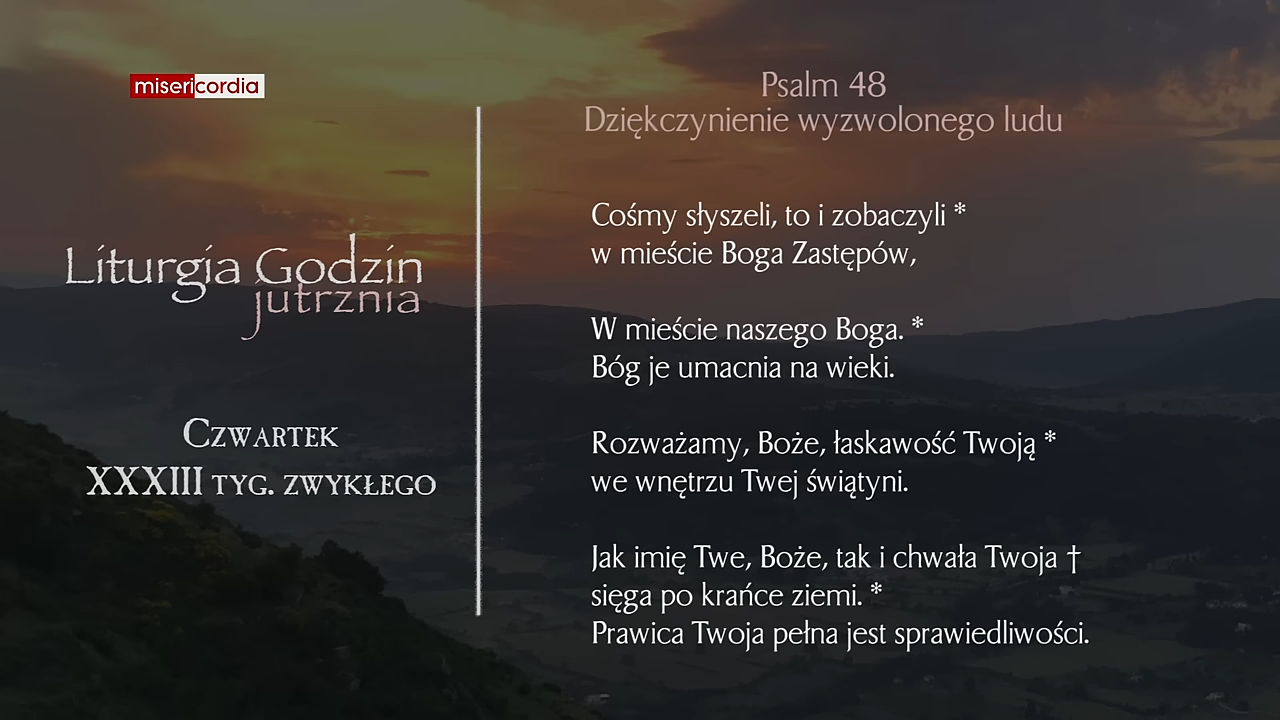 misericordia
Liturgia Godzin
jutrznia
Czwartek
XXXIII tyg. zwykłego
Psalm 48
Dziękczynienie wyzwolonego ludu
Cośmy słyszeli, to i zobaczyli *
w mieście Boga Zastępów,
W mieście naszego Boga. *
Bóg je umacnia na wieki.
Rozważamy, Boże, łaskawość Twoją *
we wnętrzu Twej świątyni.
Jak imię Twe, Boże, tak i chwała Twoja †
sięga po krańce ziemi. *
Prawica Twoja pełna jest sprawiedliwości.